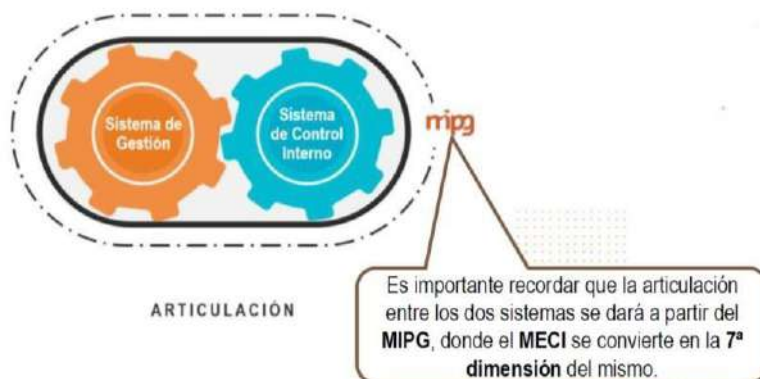 Sistema de
Gestión
Sistema
de Control
Interno
mipg
ARTICULACIÓN
Es importante recordar que la articulación
entre los dos sistemas se dará a partir del
MIPG, donde el MECI se convierte en la 7ª
dimensión del mismo.